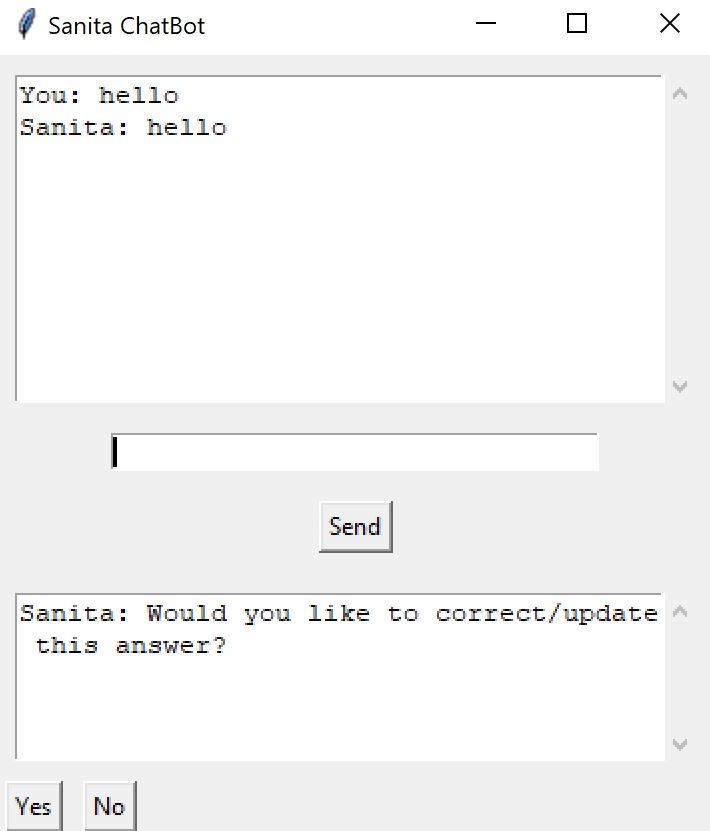 Sanita ChatBot
You: hello
Sanita: hello
Send
Sanita: Would you like to correct/update
this answer?
Yes No